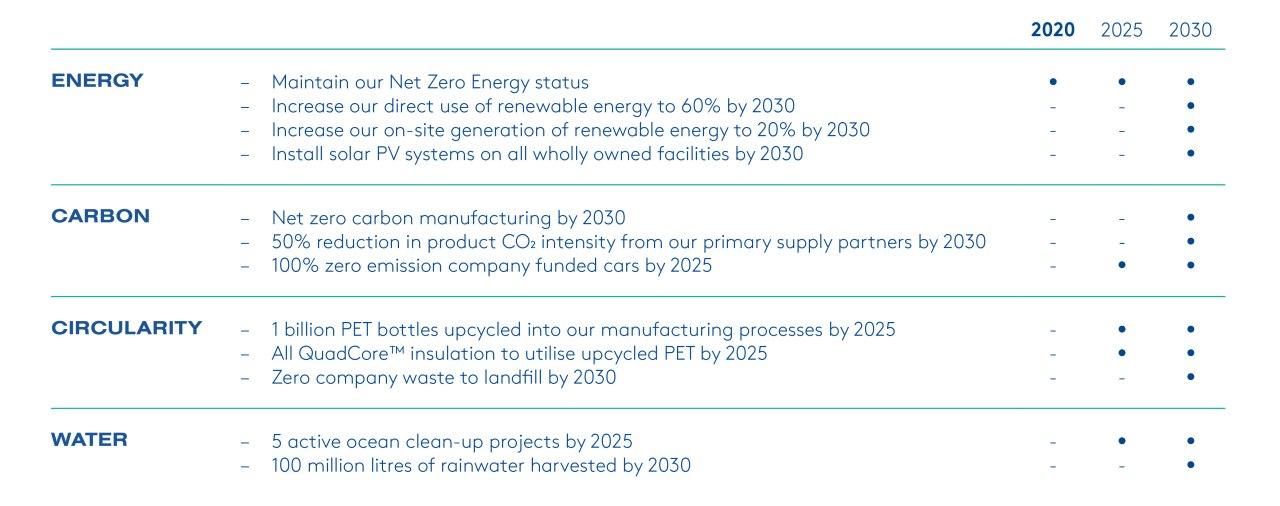 2020 2025 2030
ENERGY – Maintain our Net Zero Energy status • • •
– Increase our direct use of renewable energy to 60% by 2030 - - •
– Increase our on-site generation of renewable energy to 20% by 2030 - - •
– Install solar PV systems on all wholly owned facilities by 2030 - - •
CARBON – Net zero carbon manufacturing by 2030 - - •
– 50% reduction in product CO₂ intensity from our primary supply partners by 2030 - - •
– 100% zero emission company funded cars by 2025 - • •
CIRCULARITY – 1 billion PET bottles upcycled into our manufacturing processes by 2025 - • •
– All QuadCore™ insulation to utilise upcycled PET by 2025 - • •
– Zero company waste to landfill by 2030 - - •
WATER – 5 active ocean clean-up projects by 2025 - • •
– 100 million litres of rainwater harvested by 2030 - - •